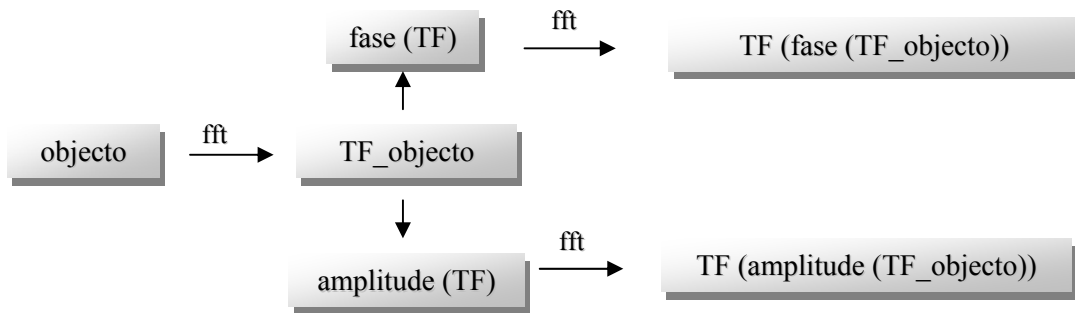 fase (TF)
fft
TF (fase (TF_objecto))
objecto
fft
TF_objecto
amplitude (TF)
fft
TF (amplitude (TF_objecto))